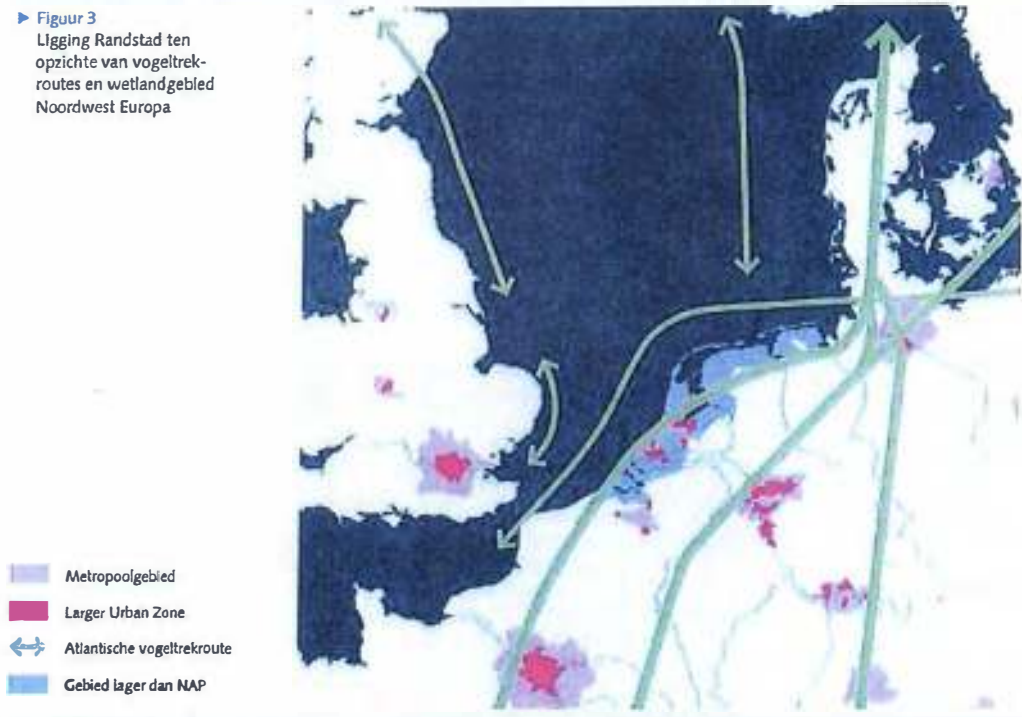 ▶ Figuur 3
Ligging Randstad ten
opzichte van vogeltrek-
routes en wetlandgebied
Noordwest Europa
Metropoolgebied
Larger Urban Zone
Atlantische vogeltrekroute
Gebied lager dan NAP